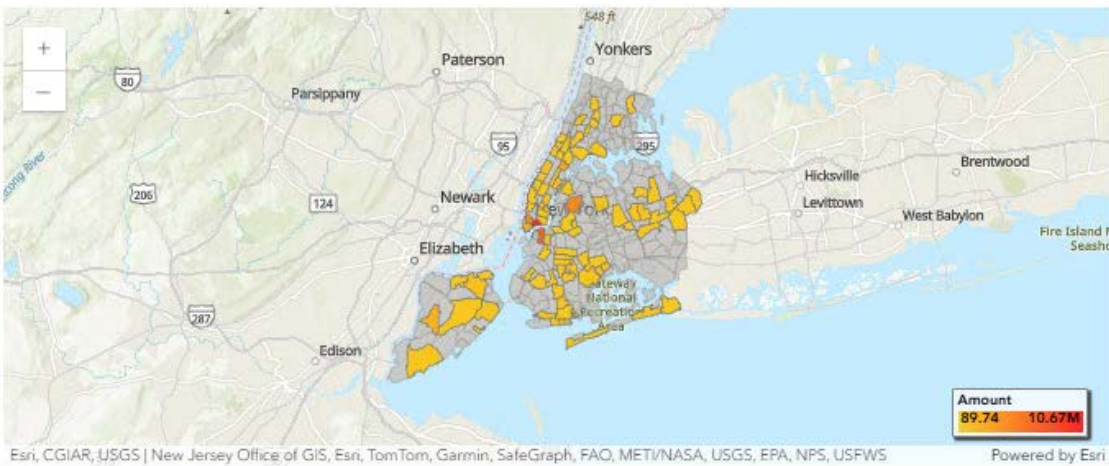 548 ft
Yonkers
+
Paterson
80
Parsippany
−
95
295
Brentwood
Hicksville
206
Newark
124
Levittown
West Babylon
Elizabeth
Fire Island
Gateway
National
Recreation
Area
287
Edison
Amount
89.74 10.67M
Esri, CGIAR, USGS | New Jersey Office of GIS, Esri, TomTom, Garmin, SafeGraph, FAO, METI/NASA, USGS, EPA, NPS, USFWS
Powered by Esri